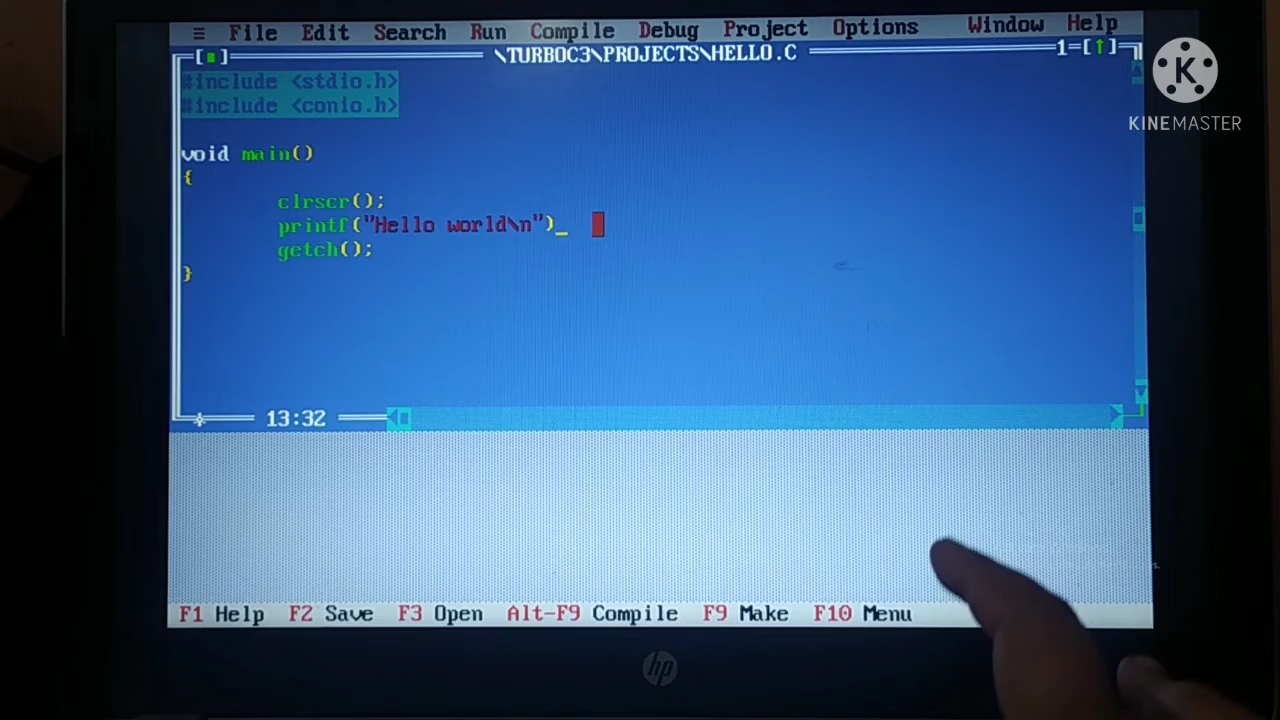 ≡ File Edit Search Run Compile Debug Project Options Window Help
[■] \TURBOC3\PROJECTS\HELLO.C 1=[↑]
#include <stdio.h>
#include <conio.h>
void main()
{
clrscr();
printf("Hello world\n")_
getch();
}
13:32
F1 Help F2 Save F3 Open Alt-F9 Compile F9 Make F10 Menu
hp
K
KINEMASTER